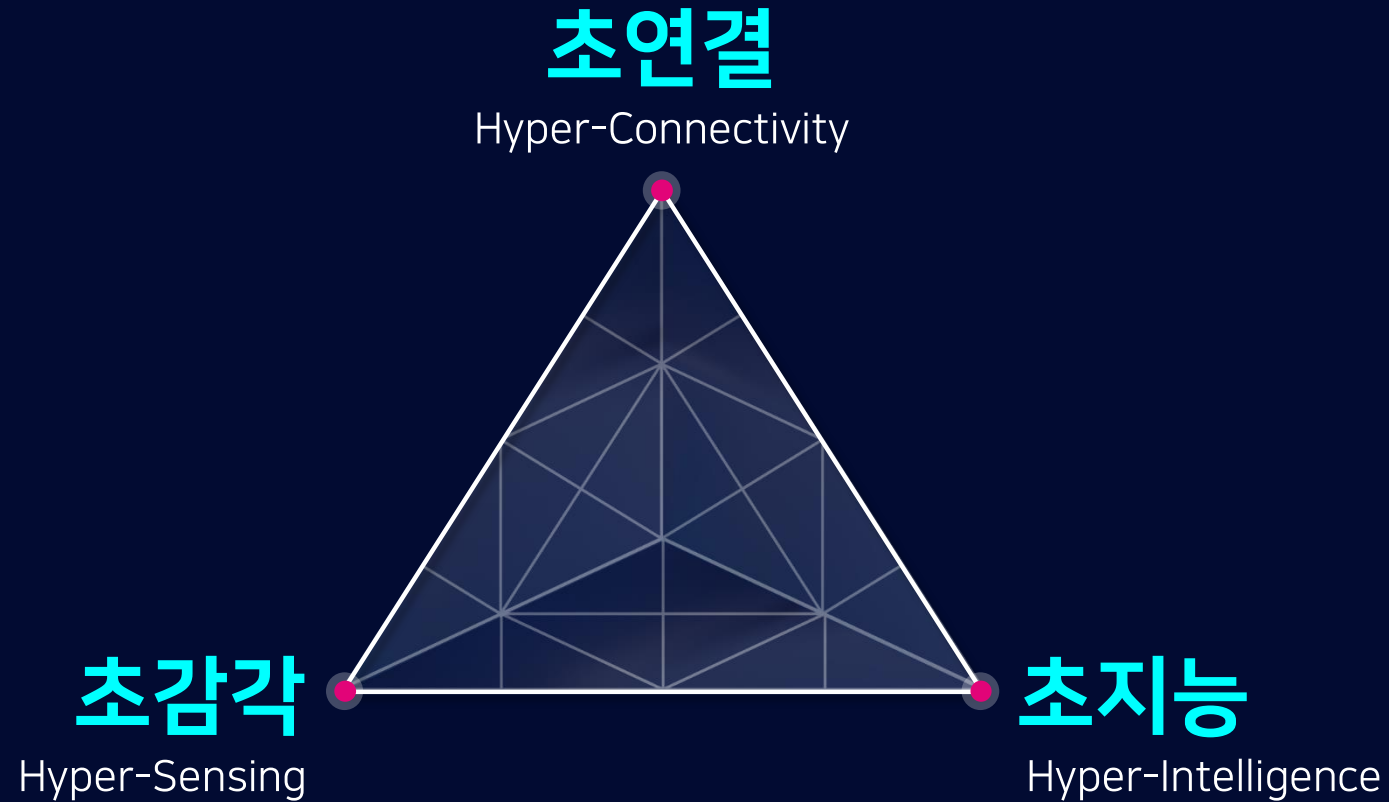 초연결
Hyper-Connectivity
초감각
Hyper-Sensing
초지능
Hyper-Intelligence